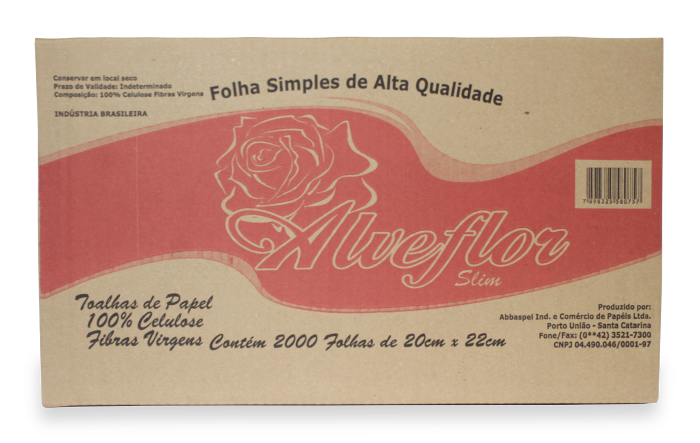 Conservar em local seco
Prazo de Validade: Indeterminado
Composição: 100% Celulose Fibras Virgens
INDÚSTRIA BRASILEIRA
Folha Simples de Alta Qualidade
Alveflor
Slim
Toalhas de Papel
100% Celulose
Fibras Virgens
Contém 2000 Folhas de 20cm x 22cm
Produzido por:
Abbaspel Ind. e Comércio de Papéis Ltda.
Porto União - Santa Catarina
Fone/Fax: (0**42) 3521-7300
CNPJ 04.490.046/0001-97